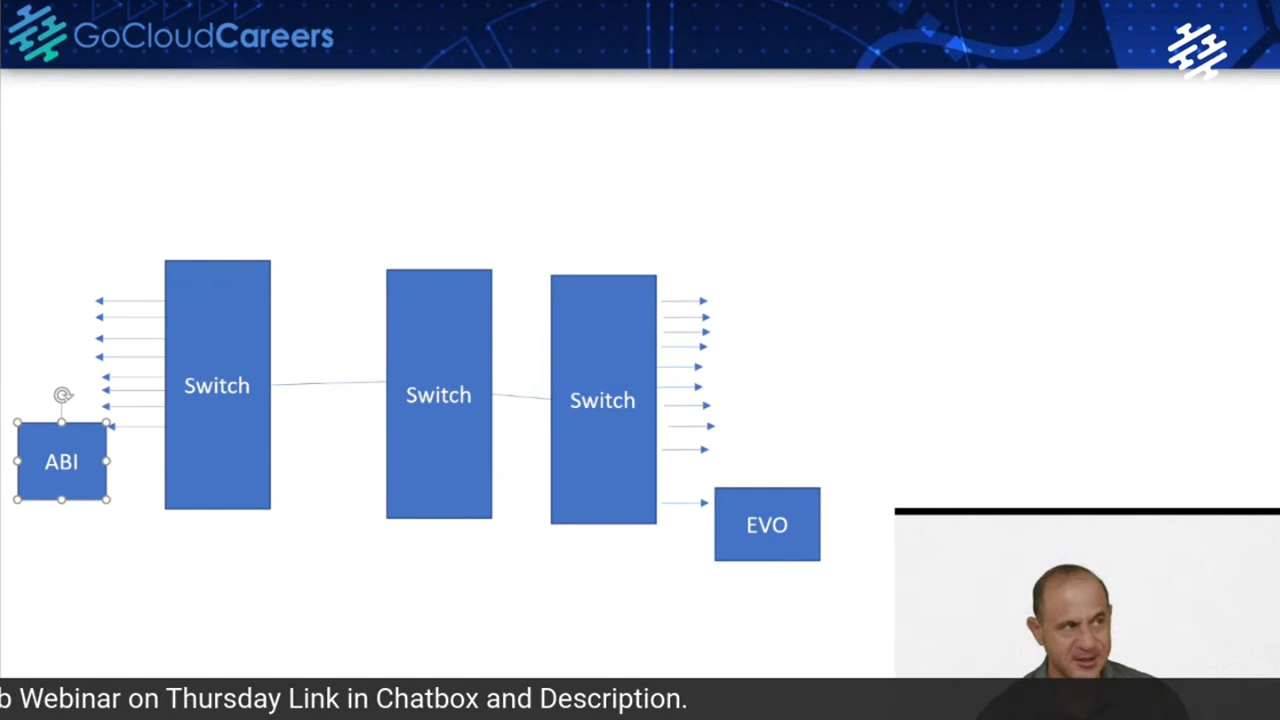 GoCloudCareers
Switch
Switch
Switch
ABI
EVO
b Webinar on Thursday Link in Chatbox and Description.